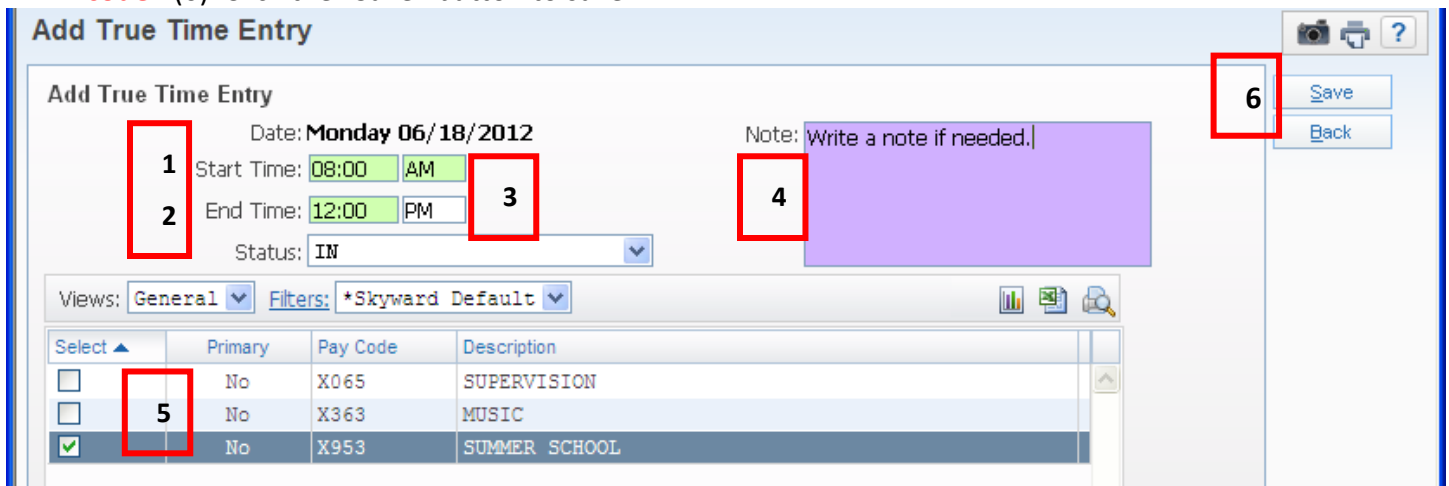 Add True Time Entry
?
Add True Time Entry
6
Save
Date: Monday 06/18/2012
Note: Write a note if needed.
Back
1
Start Time: 08:00 AM
3
4
2
End Time: 12:00 PM
Status: IN
Views: General Filters: *Skyward Default
Select Primary Pay Code Description
No X065 SUPERVISION
5
No X363 MUSIC
No X953 SUMMER SCHOOL